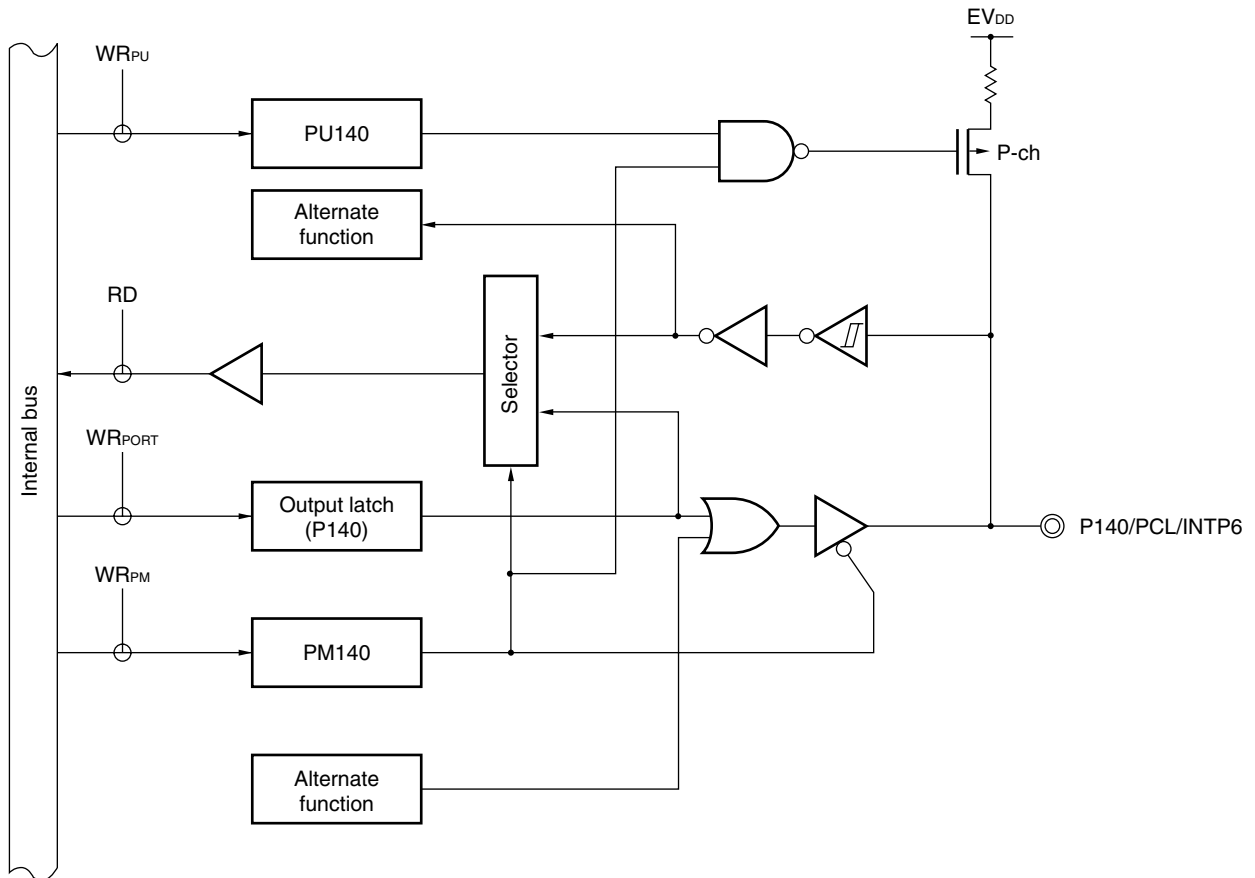 EVDD
WRPU
PU140
P-ch
Alternate
function
RD
Selector
Internal bus
WRPORT
Output latch
(P140)
P140/PCL/INTP6
WRPM
PM140
Alternate
function